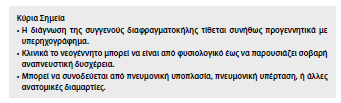 Κύρια Σημεία
• Η διάγνωση της συγγενούς διαφραγματοκήλης τίθεται συνήθως προγεννητικά με
υπερηχογράφημα.
• Κλινικά το νεογέννητο μπορεί να είναι από φυσιολογικό έως να παρουσιάζει σοβαρή
αναπνευστική δυσχέρεια.
• Μπορεί να συνοδεύεται από πνευμονική υποπλασία, πνευμονική υπέρταση, ή άλλες
ανατομικές διαμαρτίες.